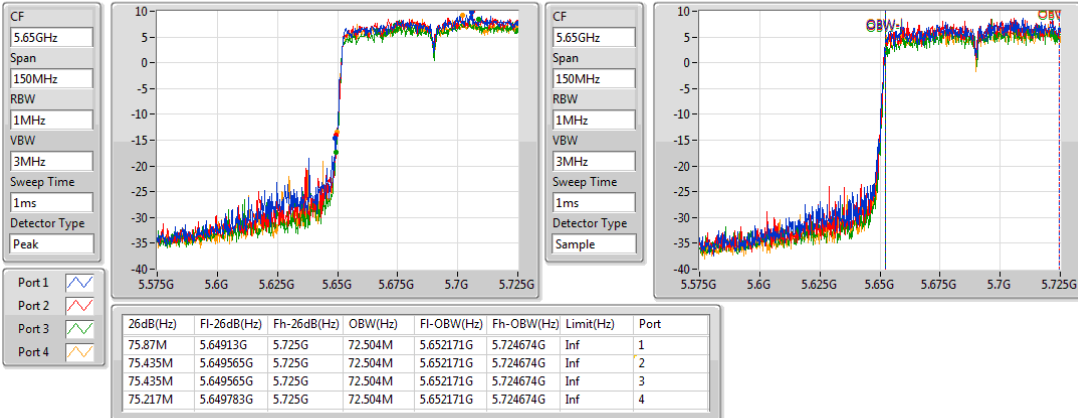 CF
5.65GHz
Span
150MHz
RBW
1MHz
VBW
3MHz
Sweep Time
1ms
Detector Type
Peak
10
5
0
-5
-10
-15
-20
-25
-30
-35
-40
5.575G 5.6G 5.625G 5.65G 5.675G 5.7G 5.725G
CF
5.65GHz
Span
150MHz
RBW
1MHz
VBW
3MHz
Sweep Time
1ms
Detector Type
Sample
10
5
0
-5
-10
-15
-20
-25
-30
-35
-40
OBW
5.575G 5.6G 5.625G 5.65G 5.675G 5.7G 5.725G
Port 1
Port 2
Port 3
Port 4
26dB(Hz) Fl-26dB(Hz) Fh-26dB(Hz) OBW(Hz) Fl-OBW(Hz) Fh-OBW(Hz) Limit(Hz) Port
75.87M 5.64913G 5.725G 72.504M 5.652171G 5.724674G Inf 1
75.435M 5.649565G 5.725G 72.504M 5.652171G 5.724674G Inf 2
75.435M 5.649565G 5.725G 72.504M 5.652171G 5.724674G Inf 3
75.217M 5.649783G 5.725G 72.504M 5.652171G 5.724674G Inf 4